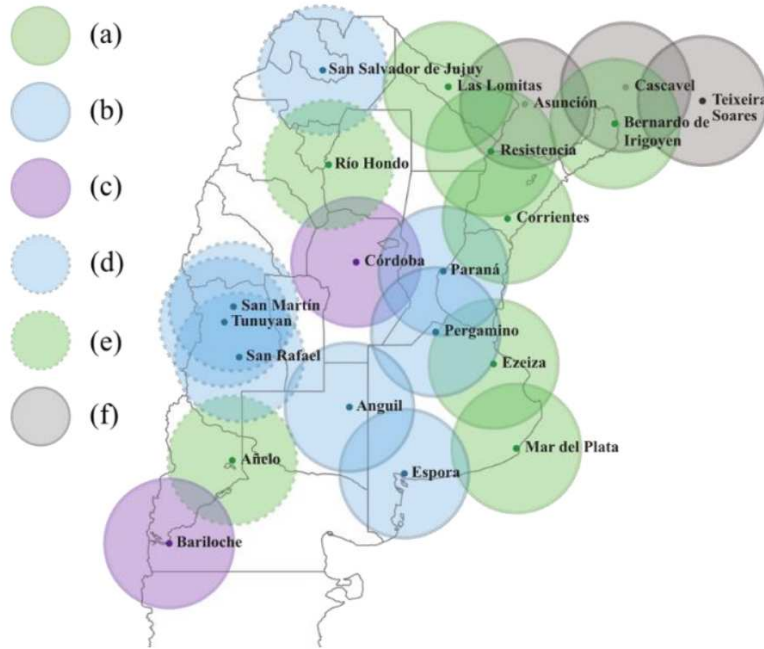 (a)
(b)
(c)
(d)
(e)
(f)
San Salvador de Jujuy
Las Lomitas
Asunción
Cascavel
Teixeira
Soares
Bernardo de
Irigoyen
Resistencia
Río Hondo
Corrientes
Córdoba
Paraná
San Martín
Tunuyan
Pergamino
San Rafael
Ezeiza
Anguil
Mar del Plata
Añelo
Espora
Bariloche